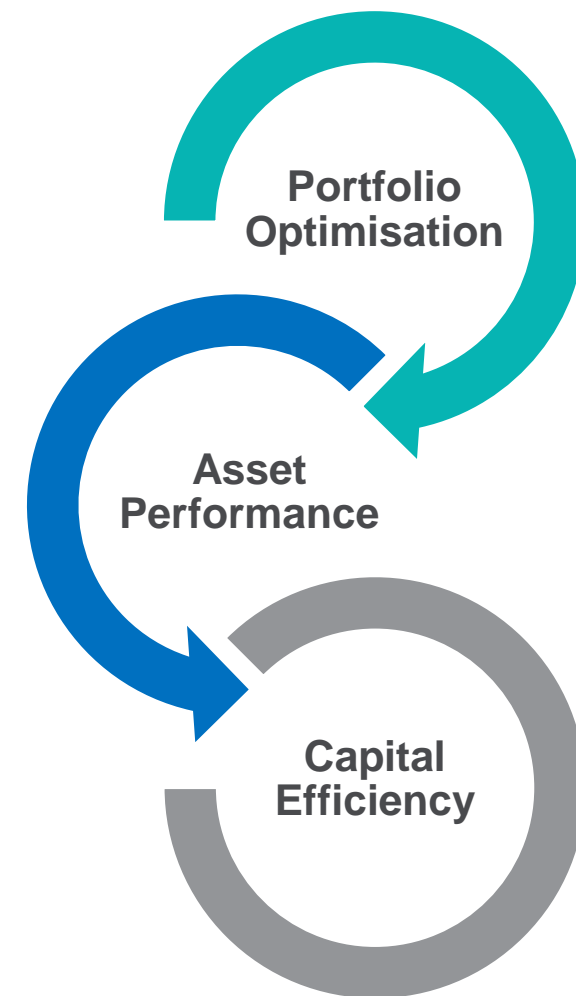 Portfolio
Optimisation
Asset
Performance
Capital
Efficiency